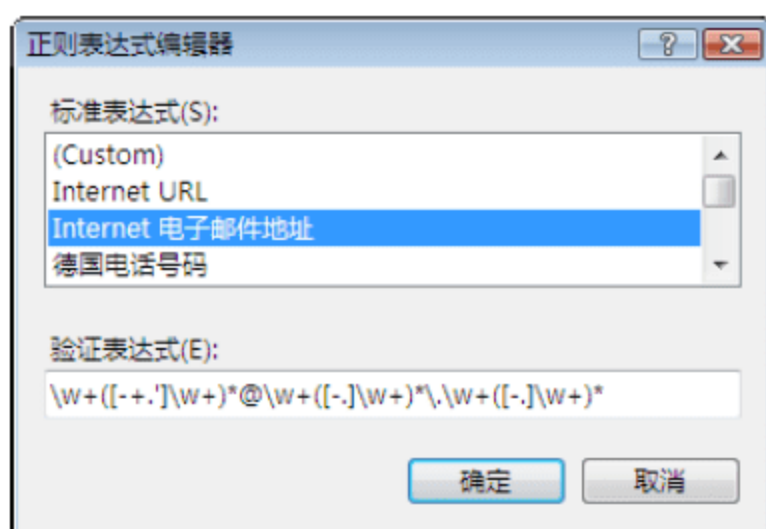 正则表达式编辑器
标准表达式(S):
(Custom)
Internet URL
Internet 电子邮件地址
德国电话号码
验证表达式(E):
\w+([-+.']\w+)*@\w+([-.]\w+)*\.\w+([-.]\w+)*
确定 取消